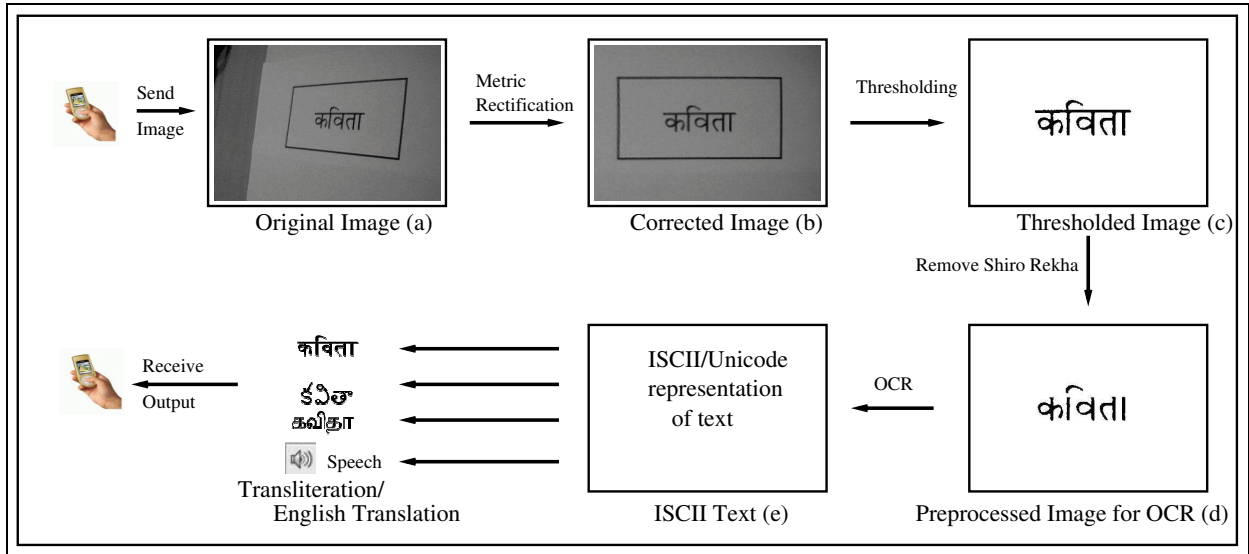 Send
Image
कविता
Original Image (a)
Metric
Rectification
कविता
Corrected Image (b)
Thresholding
कविता
Thresholded Image (c)
Remove Shiro Rekha
कविता
Preprocessed Image for OCR (d)
OCR
ISCII/Unicode
representation
of text
ISCII Text (e)
कविता
కవితా
கவிதா
Speech
Transliteration/
English Translation
Receive
Output